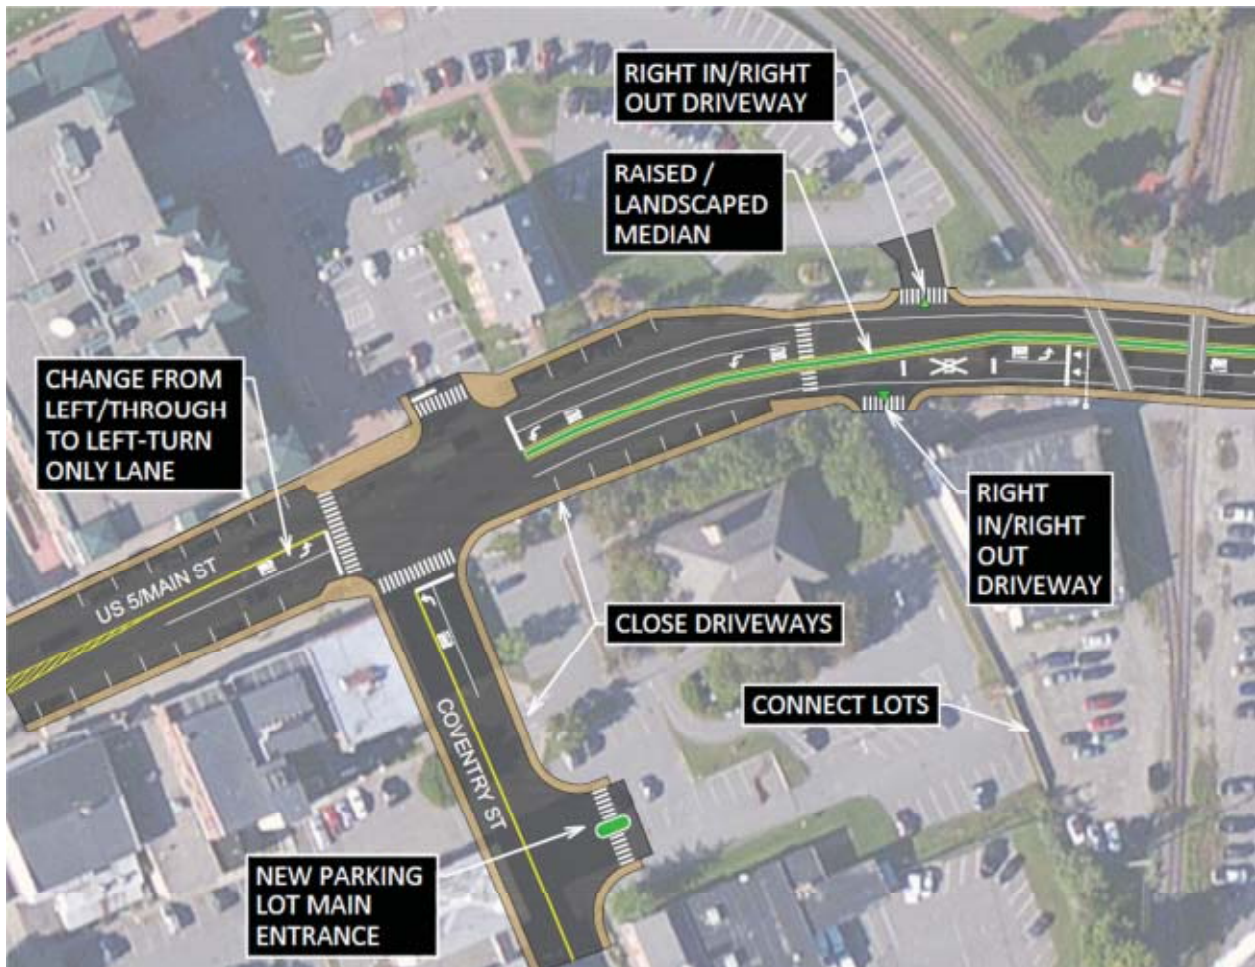 RIGHT IN/RIGHT
OUT DRIVEWAY
RAISED /
LANDSCAPED
MEDIAN
CHANGE FROM
LEFT/THROUGH
TO LEFT-TURN
ONLY LANE
US 5/MAIN ST
RIGHT
IN/RIGHT
OUT
DRIVEWAY
CLOSE DRIVEWAYS
CONNECT LOTS
COVENTRY ST
NEW PARKING
LOT MAIN
ENTRANCE